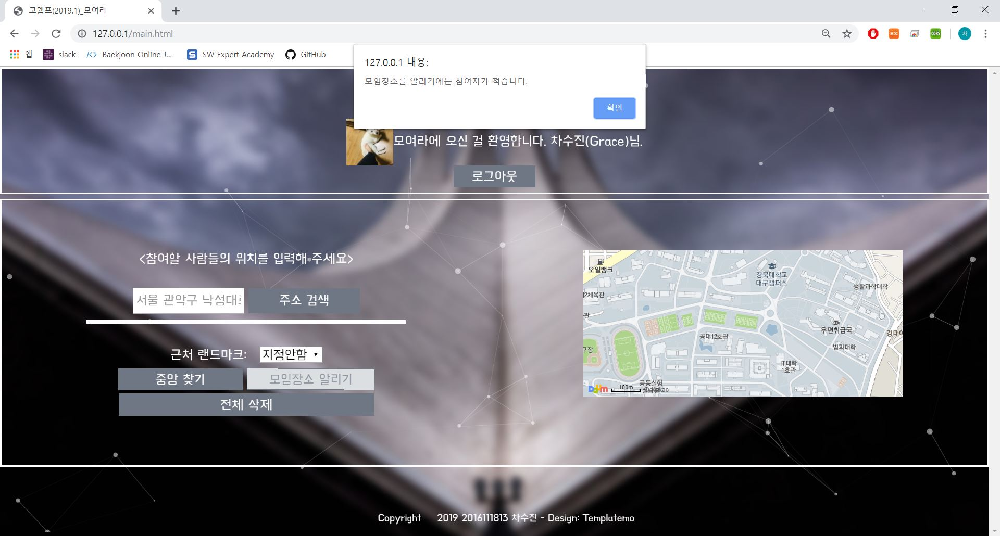 고웹프(2019.1)_모여라
127.0.0.1/main.html
앱
slack
Baekjoon Online J...
SW Expert Academy
GitHub
EX
CORS
차
127.0.0.1 내용:
모임장소를 알리기에는 참여자가 적습니다.
확인
모여라에 오신 걸 환영합니다. 차수진(Grace)님.
로그아웃
<참여할 사람들의 위치를 입력해 주세요>
서울 관악구 낙성대
주소 검색
근처 랜드마크:
지정안함
중앙 찾기
모임장소 알리기
전체 삭제
오일뱅크
경북대학교
대구캠퍼스
생활과학대학
2체육관
관
우편취급국
경대
공대12호관
법과대학
구장
IT대학
1호관
공동실험
실습관
Daum
100m
Copyright 2019 2016111813 차수진 - Design: Templatemo